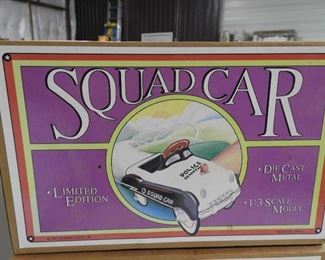 SQUAD CAR
POLICE
SQUAD CAR
• LIMITED
EDITION
• DIE CAST
METAL
• 1:3 SCALE
MODEL